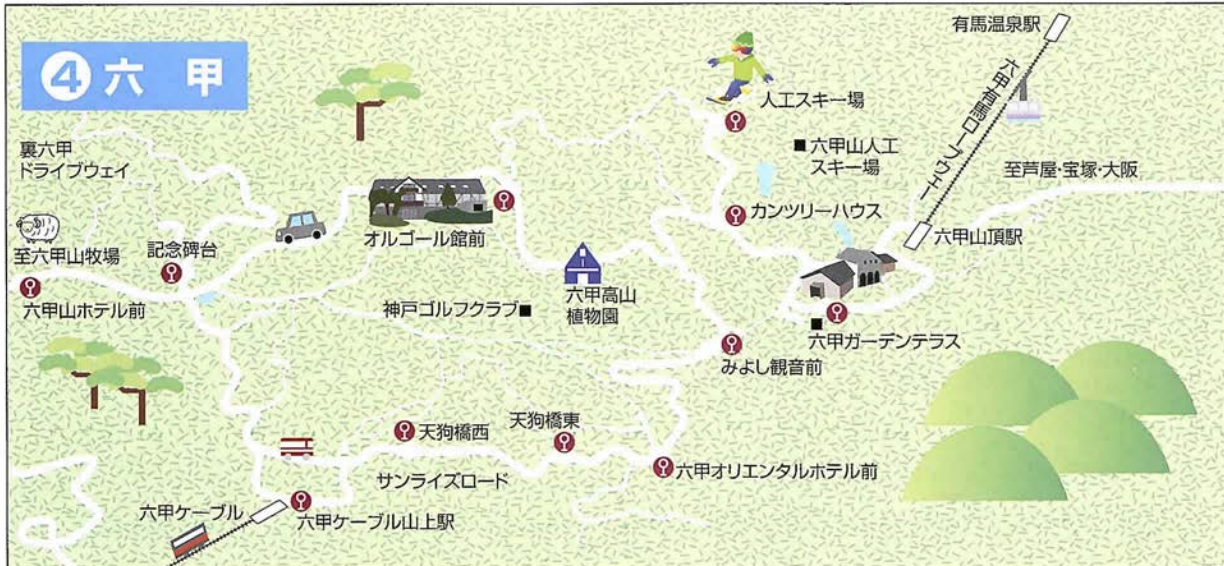 ④六甲
有馬温泉駅
六甲有馬ロープウェー
人工スキー場
裏六甲
ドライブウェイ
六甲山人工
スキー場
至芦屋・宝塚・大阪
カンツリーハウス
至六甲山牧場
記念碑台
オルゴール館前
六甲山頂駅
六甲山ホテル前
神戸ゴルフクラブ
六甲高山
植物園
六甲ガーデンテラス
みよし観音前
天狗橋西
天狗橋東
サンライズロード
六甲オリエンタルホテル前
六甲ケーブル
六甲ケーブル山上駅